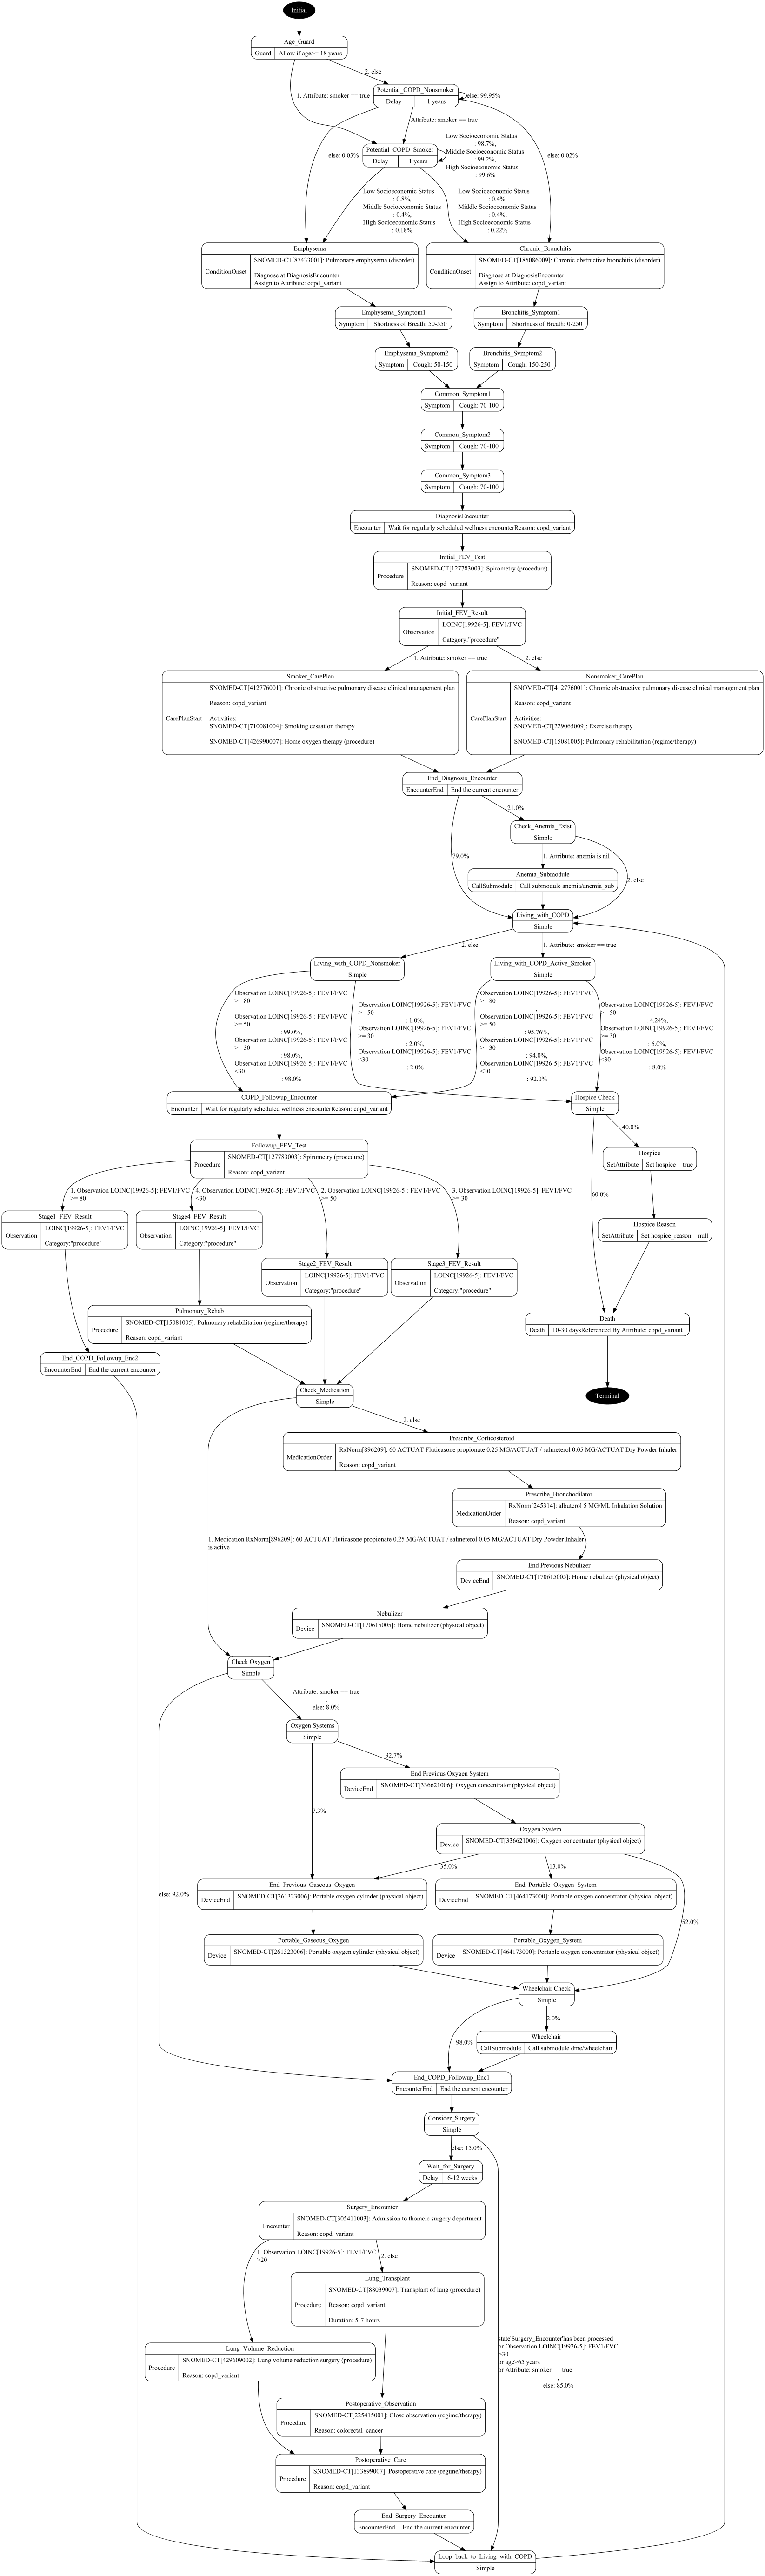 Initial
Age_Guard
Guard
Allow if age>= 18 years
2. else
1. Attribute: smoker == true
Potential_COPD_Nonsmoker
Delay
1 years
else: 99.95%
Attribute: smoker == true
Potential_COPD_Smoker
Delay
1 years
Low Socioeconomic Status
: 98.7%,
Middle Socioeconomic Status
: 99.2%,
High Socioeconomic Status
: 99.6%
else: 0.03%
else: 0.02%
Low Socioeconomic Status
: 0.8%,
Middle Socioeconomic Status
: 0.4%,
High Socioeconomic Status
: 0.18%
Low Socioeconomic Status
: 0.4%,
Middle Socioeconomic Status
: 0.4%,
High Socioeconomic Status
: 0.22%
Emphysema
ConditionOnset
SNOMED-CT[87433001]: Pulmonary emphysema (disorder)
Diagnose at DiagnosisEncounter
Assign to Attribute: copd_variant
Chronic_Bronchitis
ConditionOnset
SNOMED-CT[185086009]: Chronic obstructive bronchitis (disorder)
Diagnose at DiagnosisEncounter
Assign to Attribute: copd_variant
Emphysema_Symptom1
Symptom
Shortness of Breath: 50-550
Bronchitis_Symptom1
Symptom
Shortness of Breath: 0-250
Emphysema_Symptom2
Symptom
Cough: 50-150
Bronchitis_Symptom2
Symptom
Cough: 150-250
Common_Symptom1
Symptom
Cough: 70-100
Common_Symptom2
Symptom
Cough: 70-100
Common_Symptom3
Symptom
Cough: 70-100
DiagnosisEncounter
Encounter
Wait for regularly scheduled wellness encounterReason: copd_variant
Initial_FEV_Test
Procedure
SNOMED-CT[127783003]: Spirometry (procedure)
Reason: copd_variant
Initial_FEV_Result
Observation
LOINC[19926-5]: FEV1/FVC
Category:"procedure"
1. Attribute: smoker == true
2. else
Smoker_CarePlan
CarePlanStart
SNOMED-CT[412776001]: Chronic obstructive pulmonary disease clinical management plan
Reason: copd_variant
Activities:
SNOMED-CT[710081004]: Smoking cessation therapy
SNOMED-CT[426990007]: Home oxygen therapy (procedure)
Nonsmoker_CarePlan
CarePlanStart
SNOMED-CT[412776001]: Chronic obstructive pulmonary disease clinical management plan
Reason: copd_variant
Activities:
SNOMED-CT[229065009]: Exercise therapy
SNOMED-CT[15081005]: Pulmonary rehabilitation (regime/therapy)
End_Diagnosis_Encounter
EncounterEnd
End the current encounter
21.0%
79.0%
Check_Anemia_Exist
Simple
1. Attribute: anemia is nil
2. else
Anemia_Submodule
CallSubmodule
Call submodule anemia/anemia_sub
Living_with_COPD
Simple
2. else
1. Attribute: smoker == true
Living_with_COPD_Nonsmoker
Simple
Living_with_COPD_Active_Smoker
Simple
Observation LOINC[19926-5]: FEV1/FVC
>= 80
,
Observation LOINC[19926-5]: FEV1/FVC
>= 50
: 99.0%,
Observation LOINC[19926-5]: FEV1/FVC
>= 30
: 98.0%,
Observation LOINC[19926-5]: FEV1/FVC
<30
: 98.0%
Observation LOINC[19926-5]: FEV1/FVC
>= 50
: 1.0%,
Observation LOINC[19926-5]: FEV1/FVC
>= 30
: 2.0%,
Observation LOINC[19926-5]: FEV1/FVC
<30
: 2.0%
Observation LOINC[19926-5]: FEV1/FVC
>= 80
,
Observation LOINC[19926-5]: FEV1/FVC
>= 50
: 95.76%,
Observation LOINC[19926-5]: FEV1/FVC
>= 30
: 94.0%,
Observation LOINC[19926-5]: FEV1/FVC
<30
: 92.0%
Observation LOINC[19926-5]: FEV1/FVC
>= 50
: 4.24%,
Observation LOINC[19926-5]: FEV1/FVC
>= 30
: 6.0%,
Observation LOINC[19926-5]: FEV1/FVC
<30
: 8.0%
COPD_Followup_Encounter
Encounter
Wait for regularly scheduled wellness encounterReason: copd_variant
Hospice Check
Simple
40.0%
60.0%
Followup_FEV_Test
Procedure
SNOMED-CT[127783003]: Spirometry (procedure)
Reason: copd_variant
Hospice
SetAttribute
Set hospice = true
1. Observation LOINC[19926-5]: FEV1/FVC
>= 80
4. Observation LOINC[19926-5]: FEV1/FVC
<30
2. Observation LOINC[19926-5]: FEV1/FVC
>= 50
3. Observation LOINC[19926-5]: FEV1/FVC
>= 30
Stage1_FEV_Result
Observation
LOINC[19926-5]: FEV1/FVC
Category:"procedure"
Stage4_FEV_Result
Observation
LOINC[19926-5]: FEV1/FVC
Category:"procedure"
Hospice Reason
SetAttribute
Set hospice_reason = null
Stage2_FEV_Result
Observation
LOINC[19926-5]: FEV1/FVC
Category:"procedure"
Stage3_FEV_Result
Observation
LOINC[19926-5]: FEV1/FVC
Category:"procedure"
Pulmonary_Rehab
Procedure
SNOMED-CT[15081005]: Pulmonary rehabilitation (regime/therapy)
Reason: copd_variant
Death
Death
10-30 daysReferenced By Attribute: copd_variant
End_COPD_Followup_Enc2
EncounterEnd
End the current encounter
Check_Medication
Simple
Terminal
2. else
Prescribe_Corticosteroid
MedicationOrder
RxNorm[896209]: 60 ACTUAT Fluticasone propionate 0.25 MG/ACTUAT / salmeterol 0.05 MG/ACTUAT Dry Powder Inhaler
Reason: copd_variant
Prescribe_Bronchodilator
MedicationOrder
RxNorm[245314]: albuterol 5 MG/ML Inhalation Solution
Reason: copd_variant
1. Medication RxNorm[896209]: 60 ACTUAT Fluticasone propionate 0.25 MG/ACTUAT / salmeterol 0.05 MG/ACTUAT Dry Powder Inhaler
is active
End Previous Nebulizer
DeviceEnd
SNOMED-CT[170615005]: Home nebulizer (physical object)
Nebulizer
Device
SNOMED-CT[170615005]: Home nebulizer (physical object)
Check Oxygen
Simple
Attribute: smoker == true
,
else: 8.0%
Oxygen Systems
Simple
92.7%
7.3%
End Previous Oxygen System
DeviceEnd
SNOMED-CT[336621006]: Oxygen concentrator (physical object)
Oxygen System
Device
SNOMED-CT[336621006]: Oxygen concentrator (physical object)
35.0%
13.0%
52.0%
else: 92.0%
End_Previous_Gaseous_Oxygen
DeviceEnd
SNOMED-CT[261323006]: Portable oxygen cylinder (physical object)
End_Portable_Oxygen_System
DeviceEnd
SNOMED-CT[464173000]: Portable oxygen concentrator (physical object)
Portable_Gaseous_Oxygen
Device
SNOMED-CT[261323006]: Portable oxygen cylinder (physical object)
Portable_Oxygen_System
Device
SNOMED-CT[464173000]: Portable oxygen concentrator (physical object)
Wheelchair Check
Simple
2.0%
98.0%
Wheelchair
CallSubmodule
Call submodule dme/wheelchair
End_COPD_Followup_Enc1
EncounterEnd
End the current encounter
Consider_Surgery
Simple
else: 15.0%
Wait_for_Surgery
Delay
6-12 weeks
Surgery_Encounter
Encounter
SNOMED-CT[305411003]: Admission to thoracic surgery department
Reason: copd_variant
1. Observation LOINC[19926-5]: FEV1/FVC
>20
2. else
Lung_Transplant
Procedure
SNOMED-CT[88039007]: Transplant of lung (procedure)
Reason: copd_variant
Duration: 5-7 hours
state'Surgery_Encounter'has been processed
or Observation LOINC[19926-5]: FEV1/FVC
>30
or age>65 years
or Attribute: smoker == true
,
else: 85.0%
Lung_Volume_Reduction
Procedure
SNOMED-CT[429609002]: Lung volume reduction surgery (procedure)
Reason: copd_variant
Postoperative_Observation
Procedure
SNOMED-CT[225415001]: Close observation (regime/therapy)
Reason: colorectal_cancer
Postoperative_Care
Procedure
SNOMED-CT[133899007]: Postoperative care (regime/therapy)
Reason: copd_variant
End_Surgery_Encounter
EncounterEnd
End the current encounter
Loop_back_to_Living_with_COPD
Simple